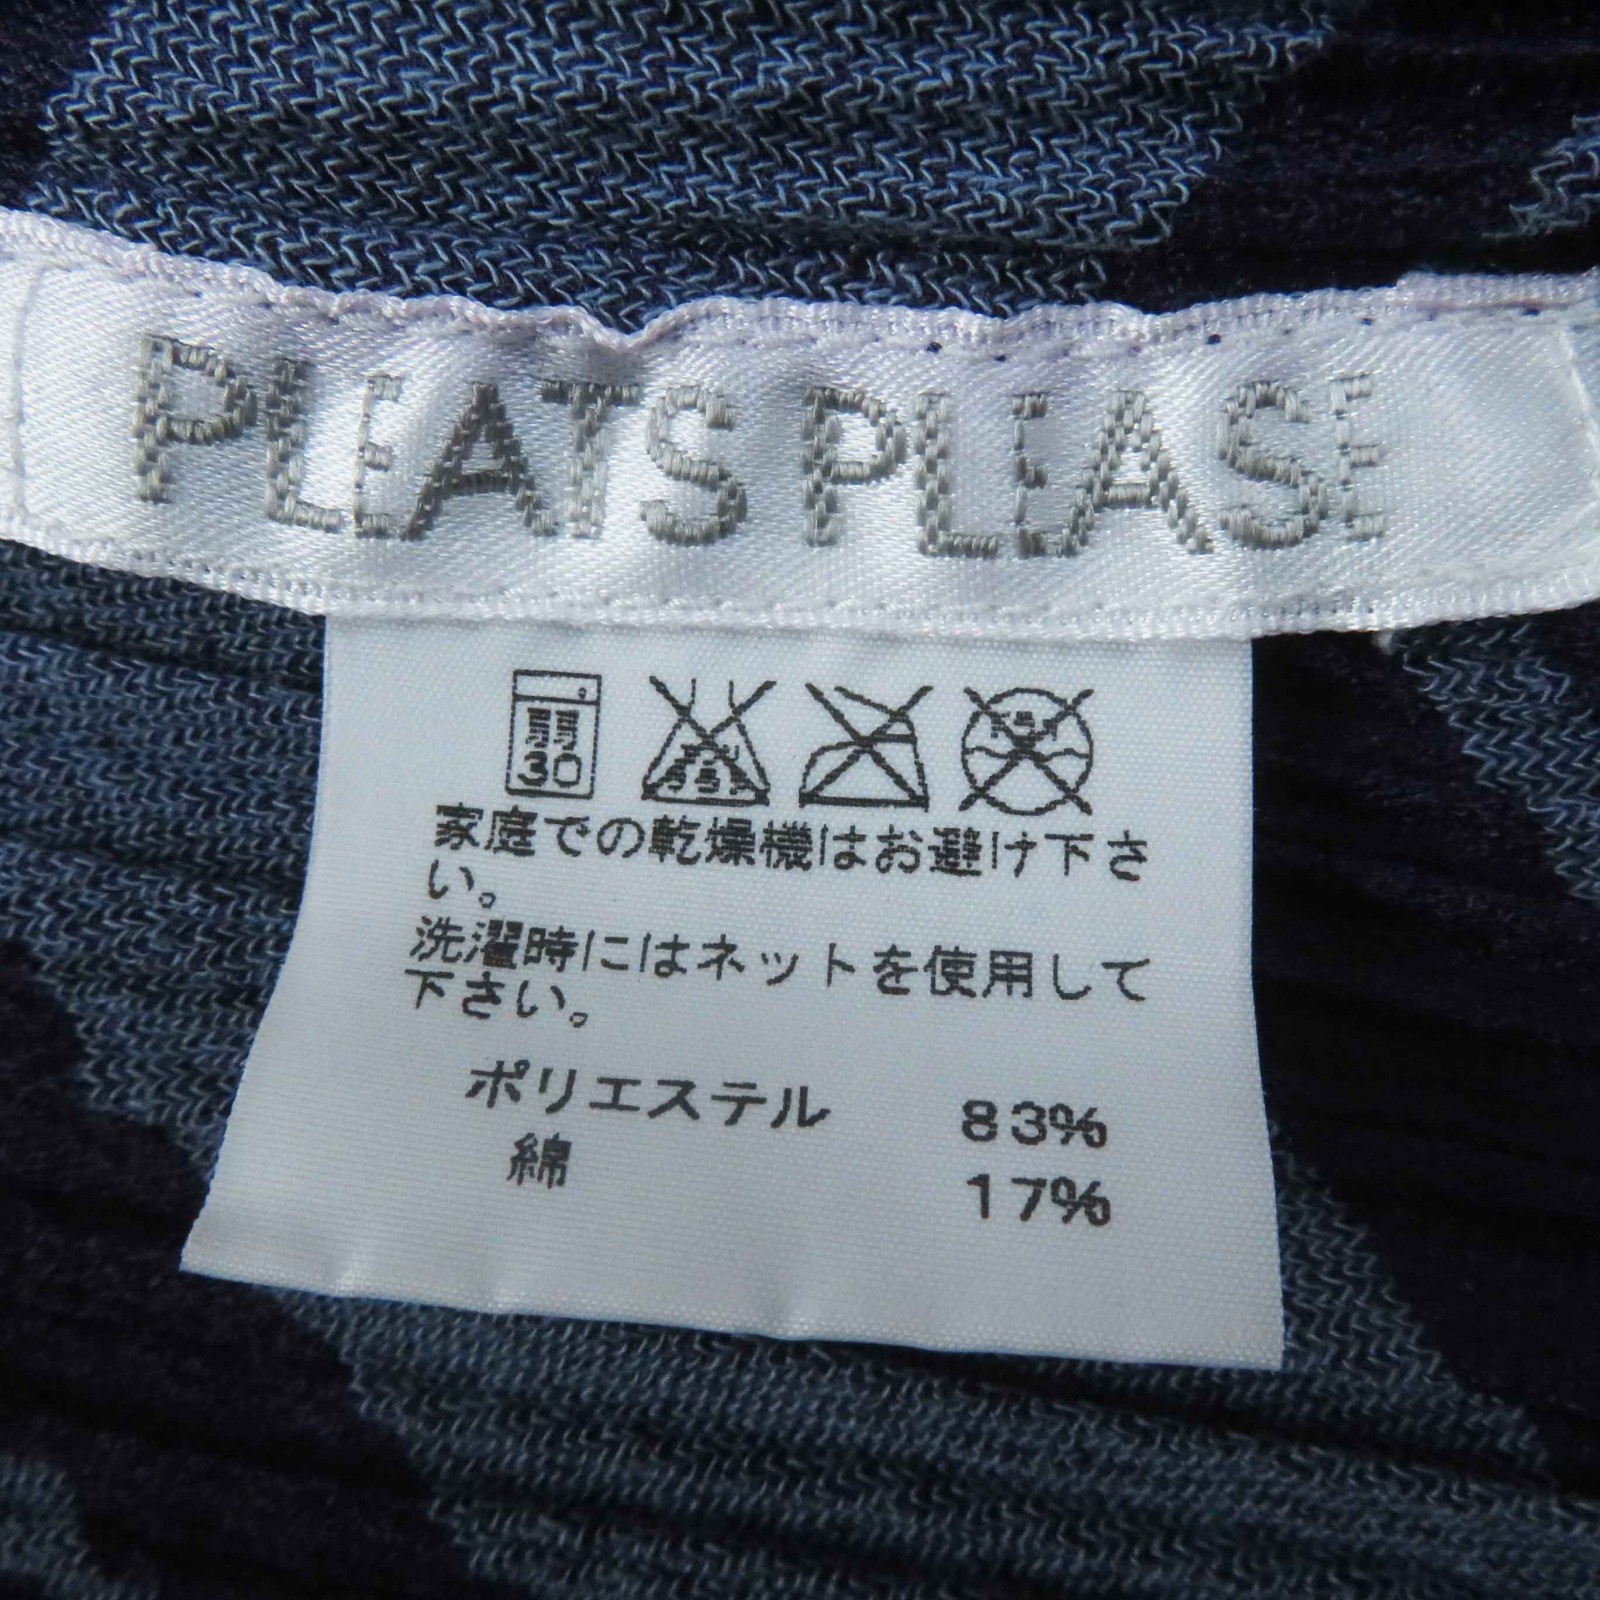 PLEATS PLEASE
弱
30
家庭での乾燥機はお避け下さ
い。
洗濯時にはネットを使用して
下さい。
ポリエステル 83%
綿 17%